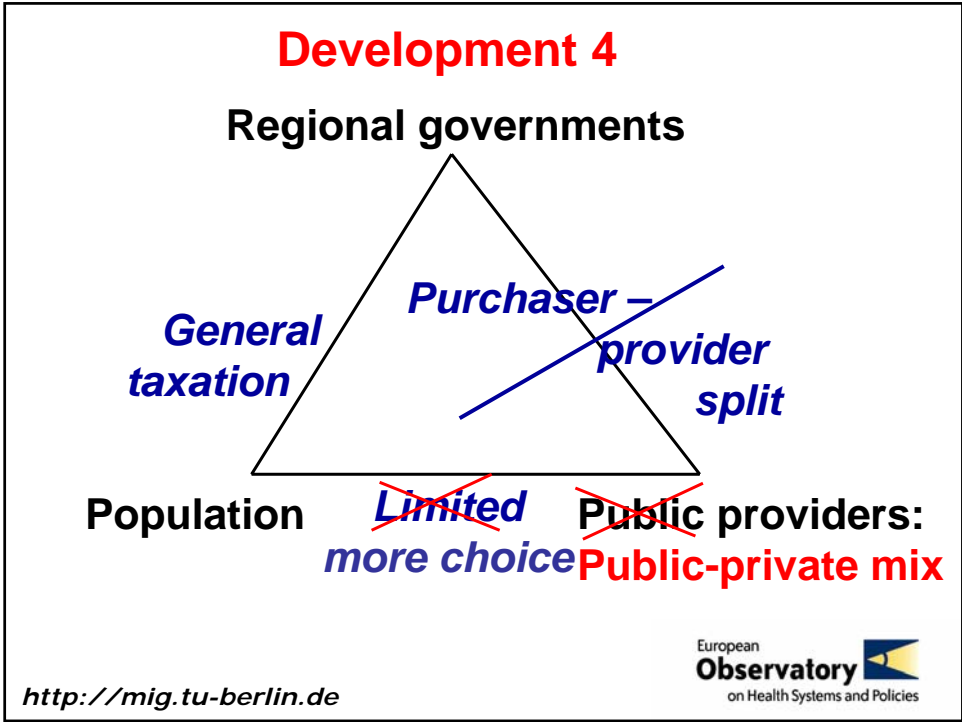 Development 4
Regional governments
Purchaser –
General
taxation
provider
split
Population
Limited
more choice
Public providers:
Public-private mix
European
Observatory
on Health Systems and Policies
http://mig.tu-berlin.de